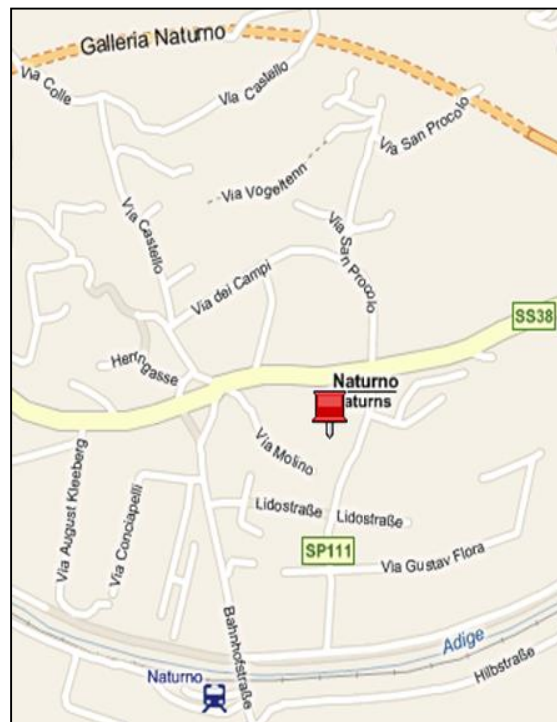 Galleria Naturno
Via Colle
Via Castello
Via San Procolo
Via Vögeltenn
Via Castello
Via San Procolo
Via dei Campi
SS38
Herrngasse
Naturno
aturns
Via Molino
Via August Kleeberg
Via Conciapelli
Lidostraße
Lidostraße
SP111
Via Gustav Flora
Bahnhofstraße
Adige
Naturno
Hilbstraße